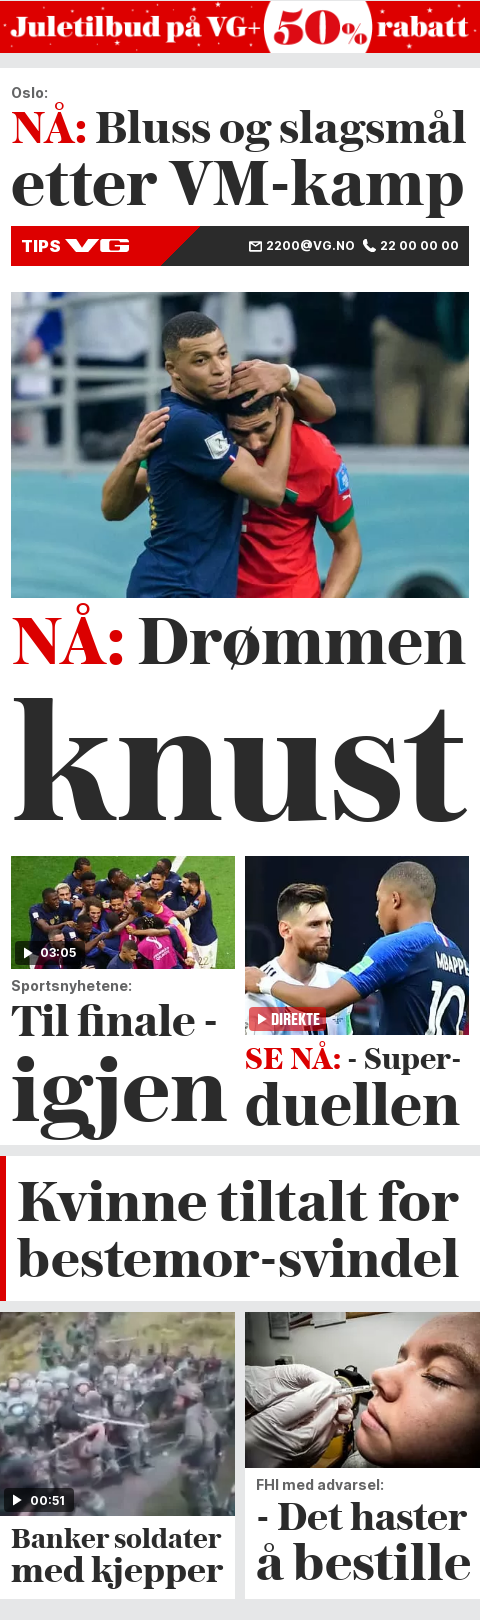 Juletilbud på VG+ 50% rabatt
Oslo:
NÅ: Bluss og slagsmål
etter VM-kamp
TIPS VG 2200@VG.NO 22 00 00 00
NÅ: Drømmen
knust
03:05
Sportsnyhetene:
Til finale -
igjen
MBAPPE
10
DIREKTE
SE NÅ: - Super-
duellen
Kvinne tiltalt for
bestemor-svindel
00:51
Banker soldater
med kjepper
FHI med advarsel:
- Det haster
å bestille